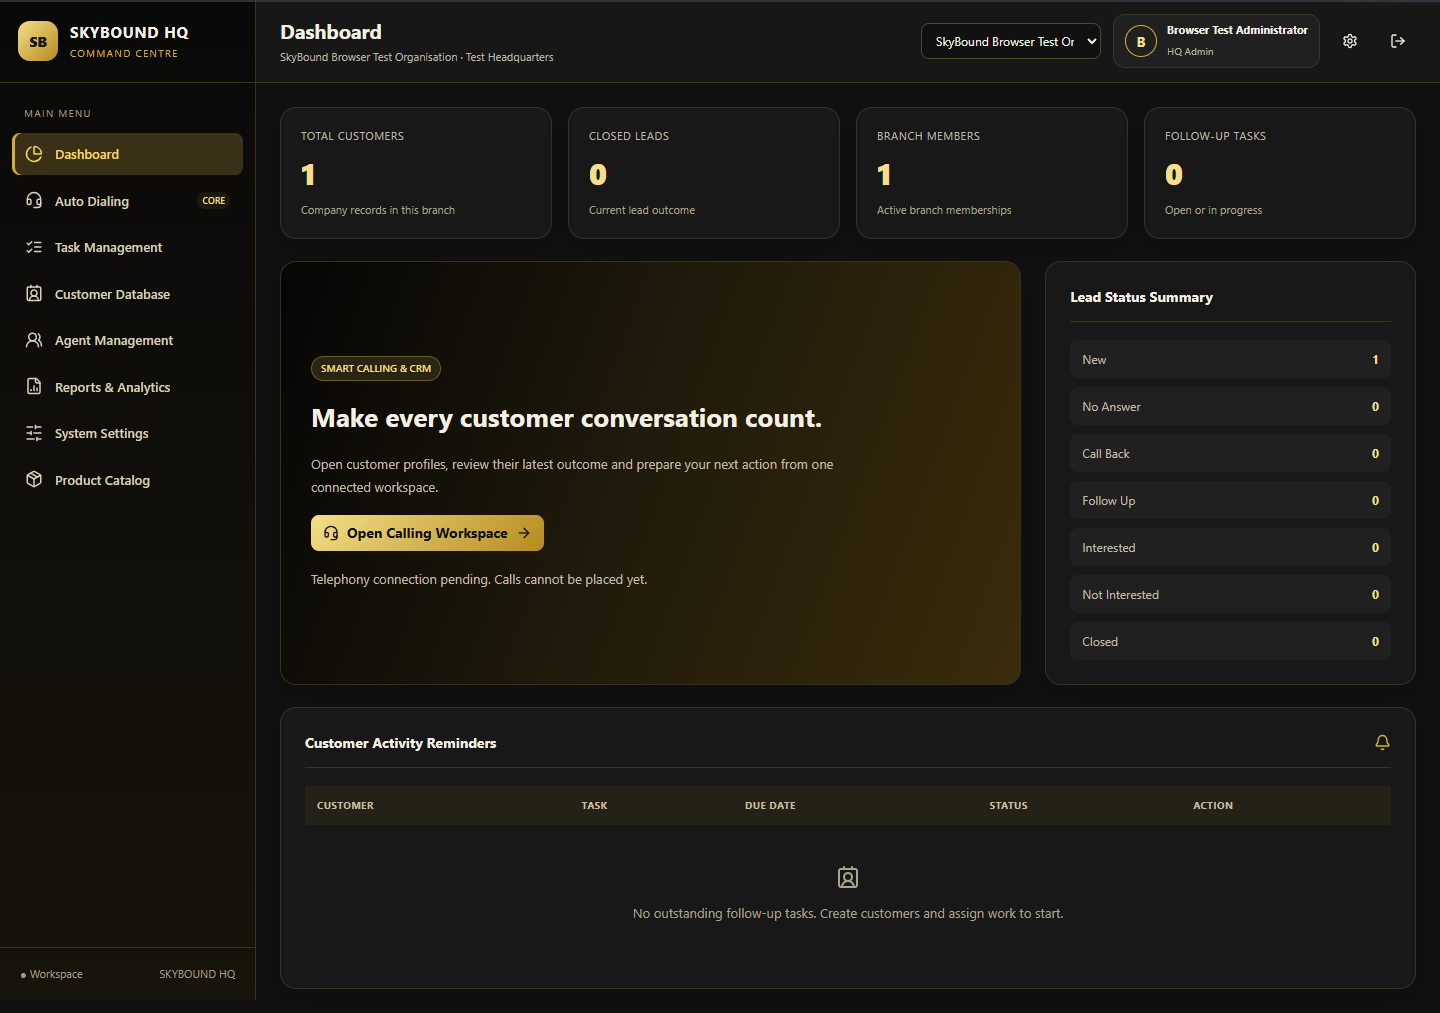 SB
SKYBOUND HQ
COMMAND CENTRE
Dashboard
SkyBound Browser Test Organisation · Test Headquarters
SkyBound Browser Test Or
B
Browser Test Administrator
HQ Admin
MAIN MENU
Dashboard
Auto Dialing
CORE
Task Management
Customer Database
Agent Management
Reports & Analytics
System Settings
Product Catalog
Workspace
SKYBOUND HQ
TOTAL CUSTOMERS
1
Company records in this branch
CLOSED LEADS
0
Current lead outcome
BRANCH MEMBERS
1
Active branch memberships
FOLLOW-UP TASKS
0
Open or in progress
SMART CALLING & CRM
Make every customer conversation count.
Open customer profiles, review their latest outcome and prepare your next action from one
connected workspace.
Open Calling Workspace
Telephony connection pending. Calls cannot be placed yet.
Lead Status Summary
New 1
No Answer 0
Call Back 0
Follow Up 0
Interested 0
Not Interested 0
Closed 0
Customer Activity Reminders
CUSTOMER TASK DUE DATE STATUS ACTION
No outstanding follow-up tasks. Create customers and assign work to start.